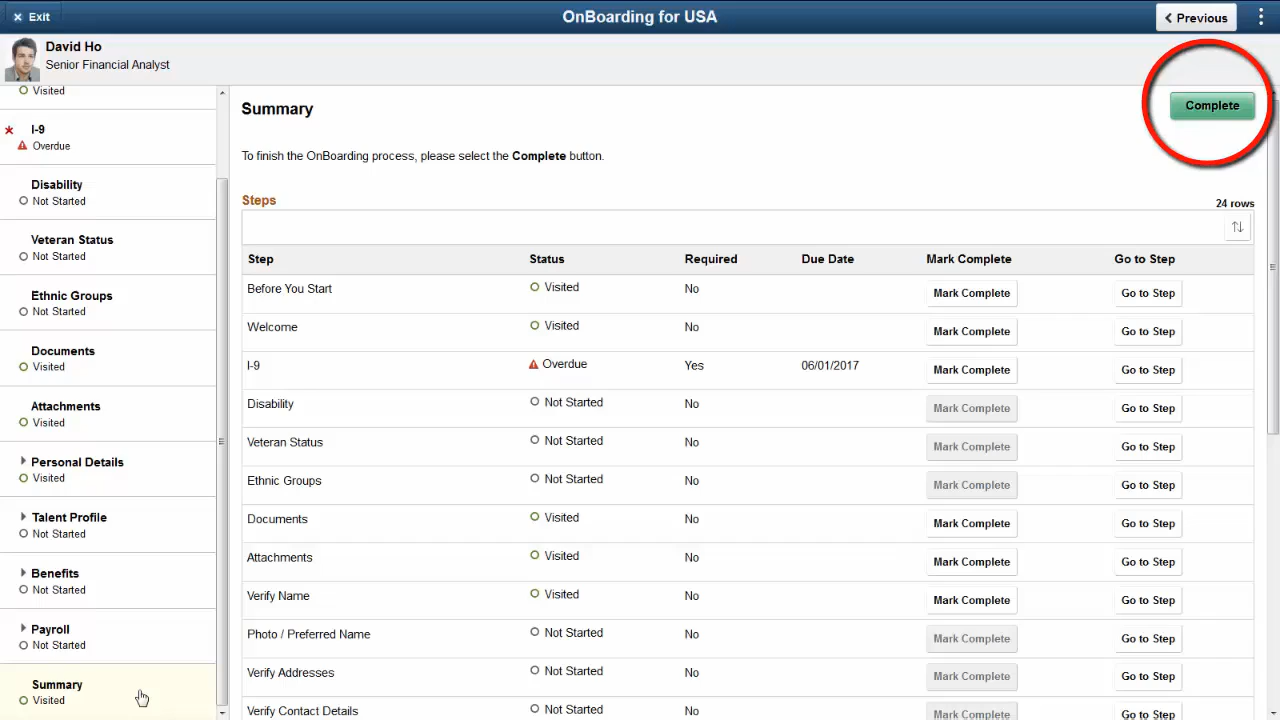 × Exit
OnBoarding for USA
Previous
David Ho
Senior Financial Analyst
Visited
I-9
Overdue
Disability
Not Started
Veteran Status
Not Started
Ethnic Groups
Not Started
Documents
Visited
Attachments
Visited
Personal Details
Visited
Talent Profile
Not Started
Benefits
Not Started
Payroll
Not Started
Summary
Visited
Summary
Complete
To finish the OnBoarding process, please select the Complete button.
Steps
24 rows
Step Status Required Due Date Mark Complete Go to Step
Before You Start Visited No Mark Complete Go to Step
Welcome Visited No Mark Complete Go to Step
I-9 Overdue Yes 06/01/2017 Mark Complete Go to Step
Disability Not Started No Mark Complete Go to Step
Veteran Status Not Started No Mark Complete Go to Step
Ethnic Groups Not Started No Mark Complete Go to Step
Documents Visited No Mark Complete Go to Step
Attachments Visited No Mark Complete Go to Step
Verify Name Visited No Mark Complete Go to Step
Photo / Preferred Name Not Started No Mark Complete Go to Step
Verify Addresses Not Started No Mark Complete Go to Step
Verify Contact Details Not Started No Mark Complete Go to Step